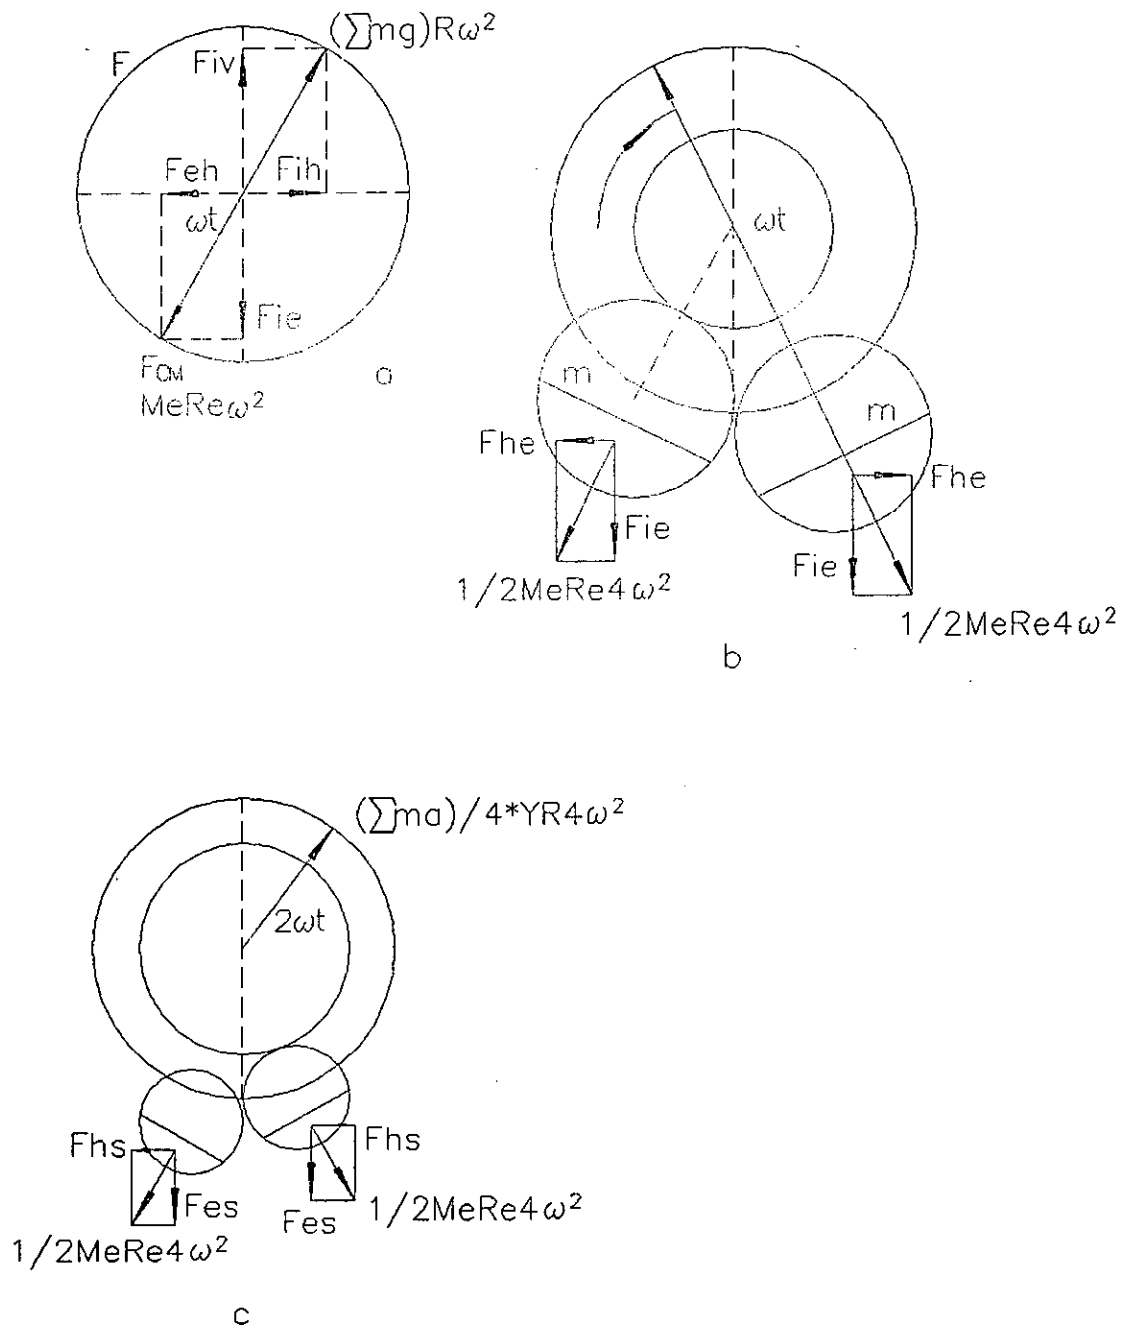 (∑mg)Rω²
F
Fiv
Feh
Fih
ωt
Fie
FCM
MeReω²
a
ωt
m
m
Fhe
Fie
1/2MeRe4ω²
Fhe
Fie
1/2MeRe4ω²
b
(∑ma)/4*YR4ω²
2ωt
Fhs
Fes
1/2MeRe4ω²
Fhs
Fes
1/2MeRe4ω²
c